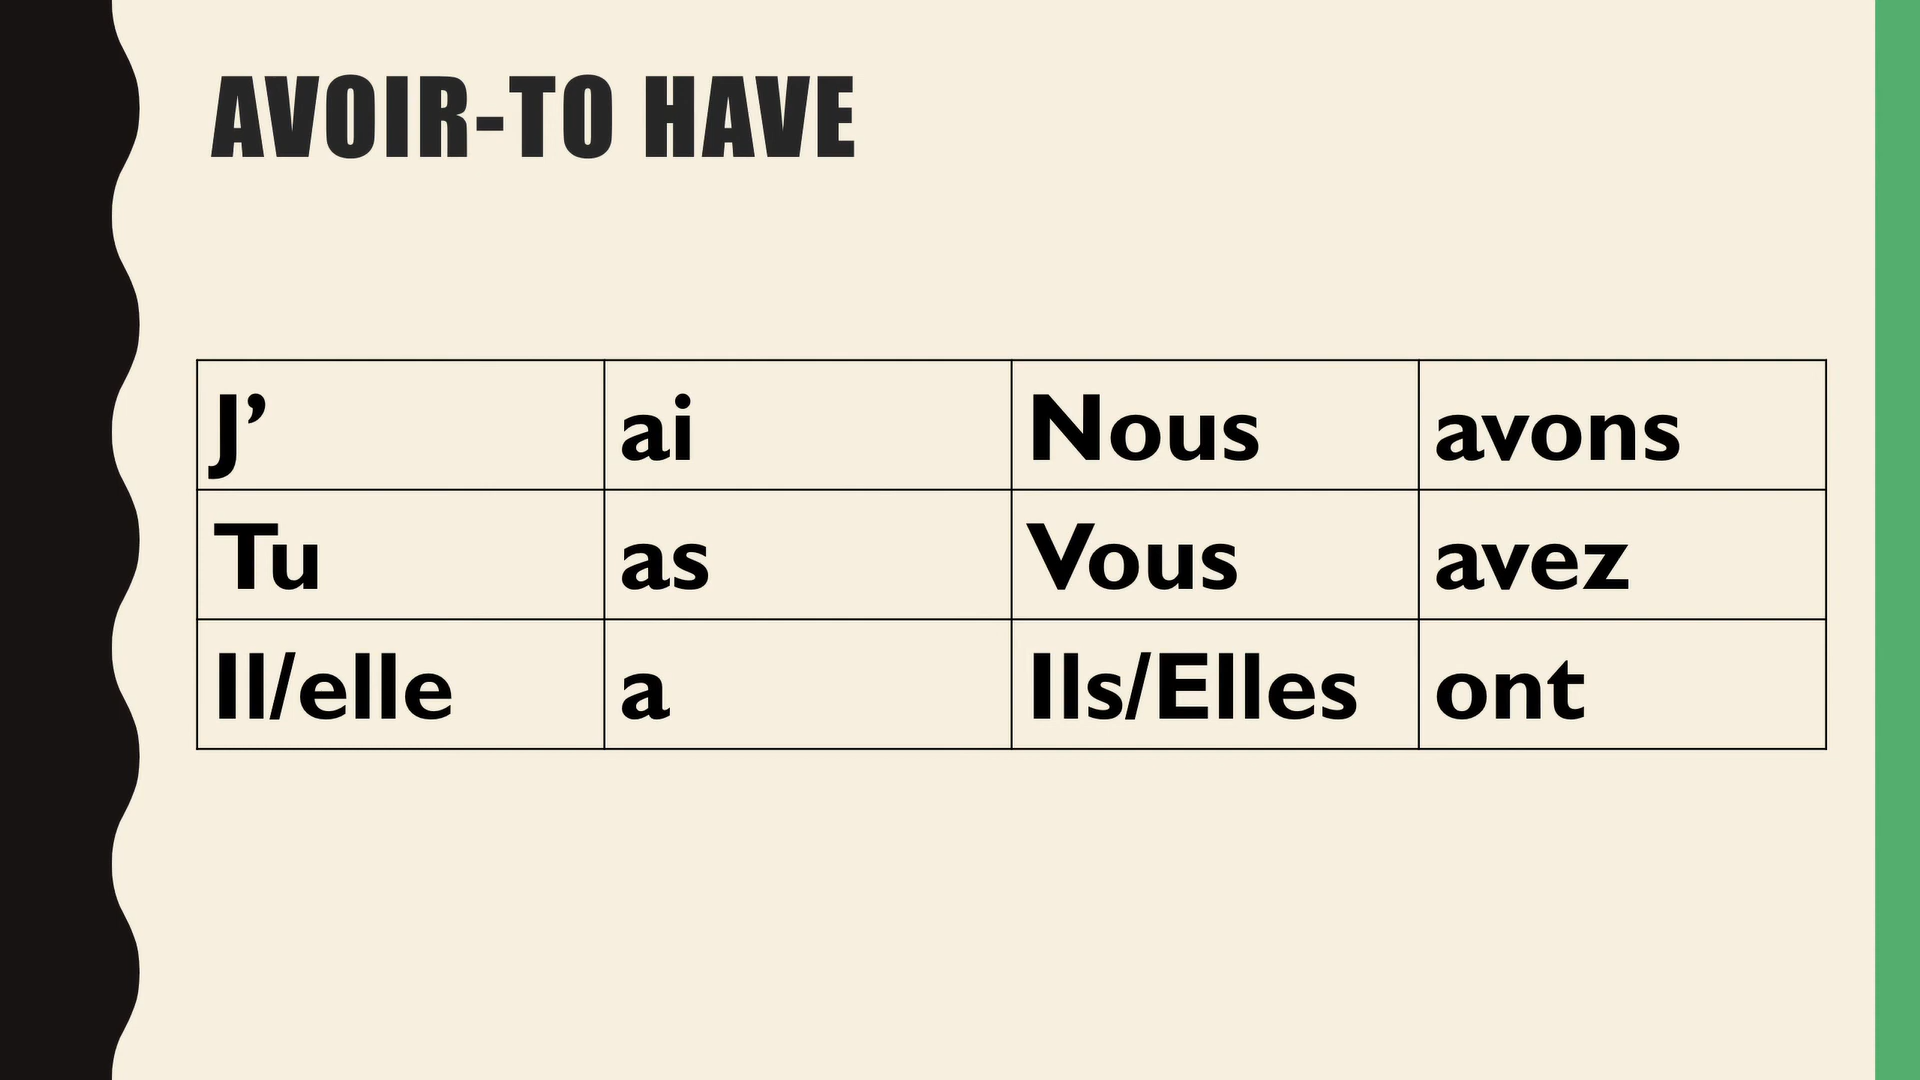 AVOIR-TO HAVE
J’ ai Nous avons
Tu as Vous avez
Il/elle a Ils/Elles ont